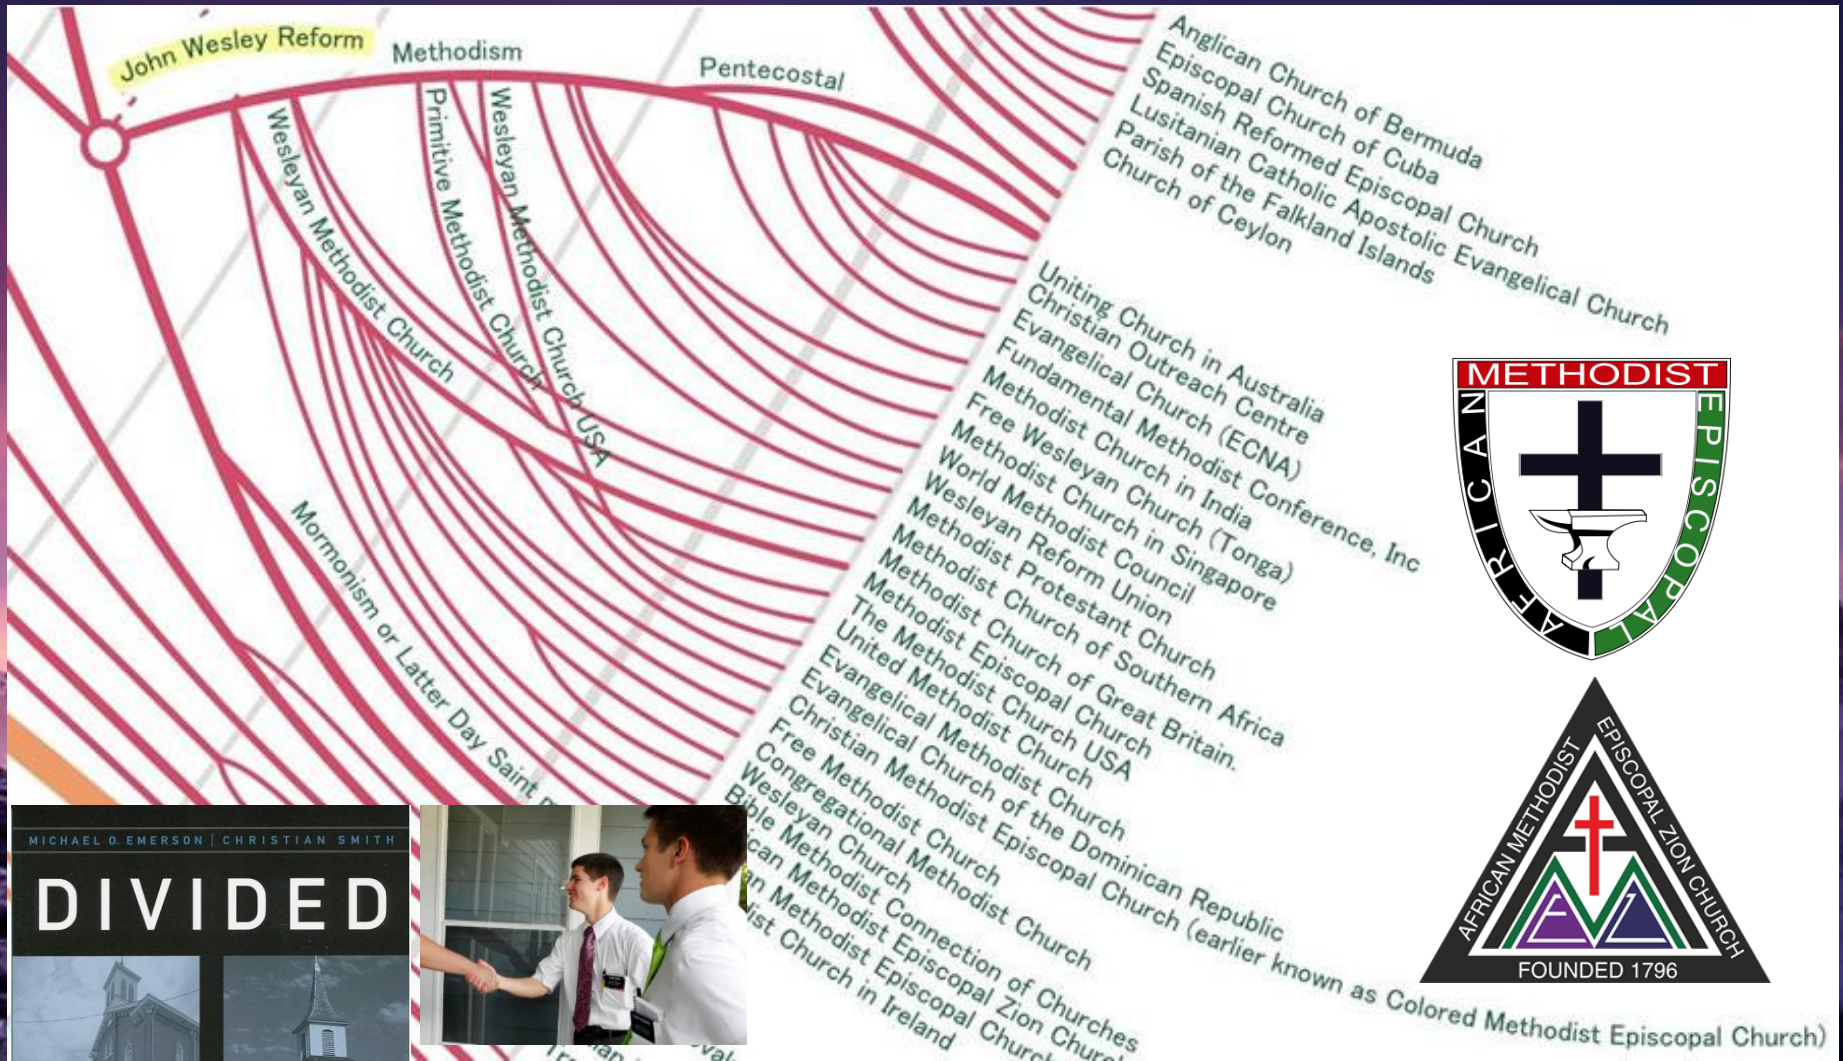 John Wesley Reform
Methodism
Pentecostal
Wesleyan Methodist Church
Primitive Methodist Church
Wesleyan Methodist Church USA
Mormonism or Latter Day Saint
Anglican Church of Bermuda
Episcopal Church of Cuba
Spanish Reformed Episcopal Church
Lusitanian Catholic Apostolic Evangelical Church
Parish of the Falkland Islands
Church of Ceylon
Uniting Church in Australia
Christian Outreach Centre
Evangelical Church (ECNA)
Fundamental Methodist Conference, Inc
Methodist Church in India
Free Wesleyan Church (Tonga)
Methodist Church in Singapore
World Methodist Council
Wesleyan Reform Union
Methodist Protestant Church
Methodist Church of Southern Africa
Methodist Church of Great Britain.
Methodist Episcopal Church
The Methodist Church USA
United Methodist Church
Evangelical Methodist Church
Evangelical Church of the Dominican Republic
Christian Methodist Episcopal Church (earlier known as Colored Methodist Episcopal Church)
Free Methodist Church
Congregational Methodist Church
Wesleyan Church
Bible Methodist Connection of Churches
ican Methodist Episcopal Zion Church
an Methodist Episcopal Church
ist Church in Ireland
METHODIST
AFRICAN
EPISCOPAL
AFRICAN METHODIST
EPISCOPAL ZION CHURCH
E Z
FOUNDED 1796
MICHAEL O. EMERSON | CHRISTIAN SMITH
DIVIDED